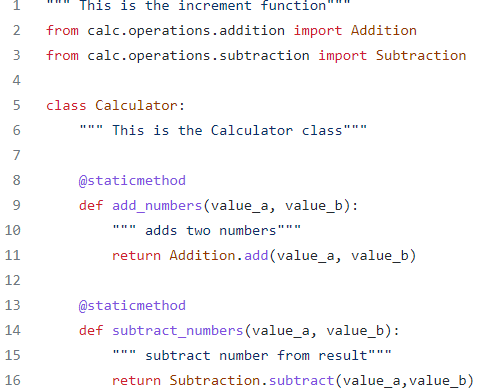 1 """ This is the increment function"""
2 from calc.operations.addition import Addition
3 from calc.operations.subtraction import Subtraction
4
5 class Calculator:
6     """ This is the Calculator class"""
7
8     @staticmethod
9     def add_numbers(value_a, value_b):
10         """ adds two numbers"""
11         return Addition.add(value_a, value_b)
12
13     @staticmethod
14     def subtract_numbers(value_a, value_b):
15         """ subtract number from result"""
16         return Subtraction.subtract(value_a,value_b)